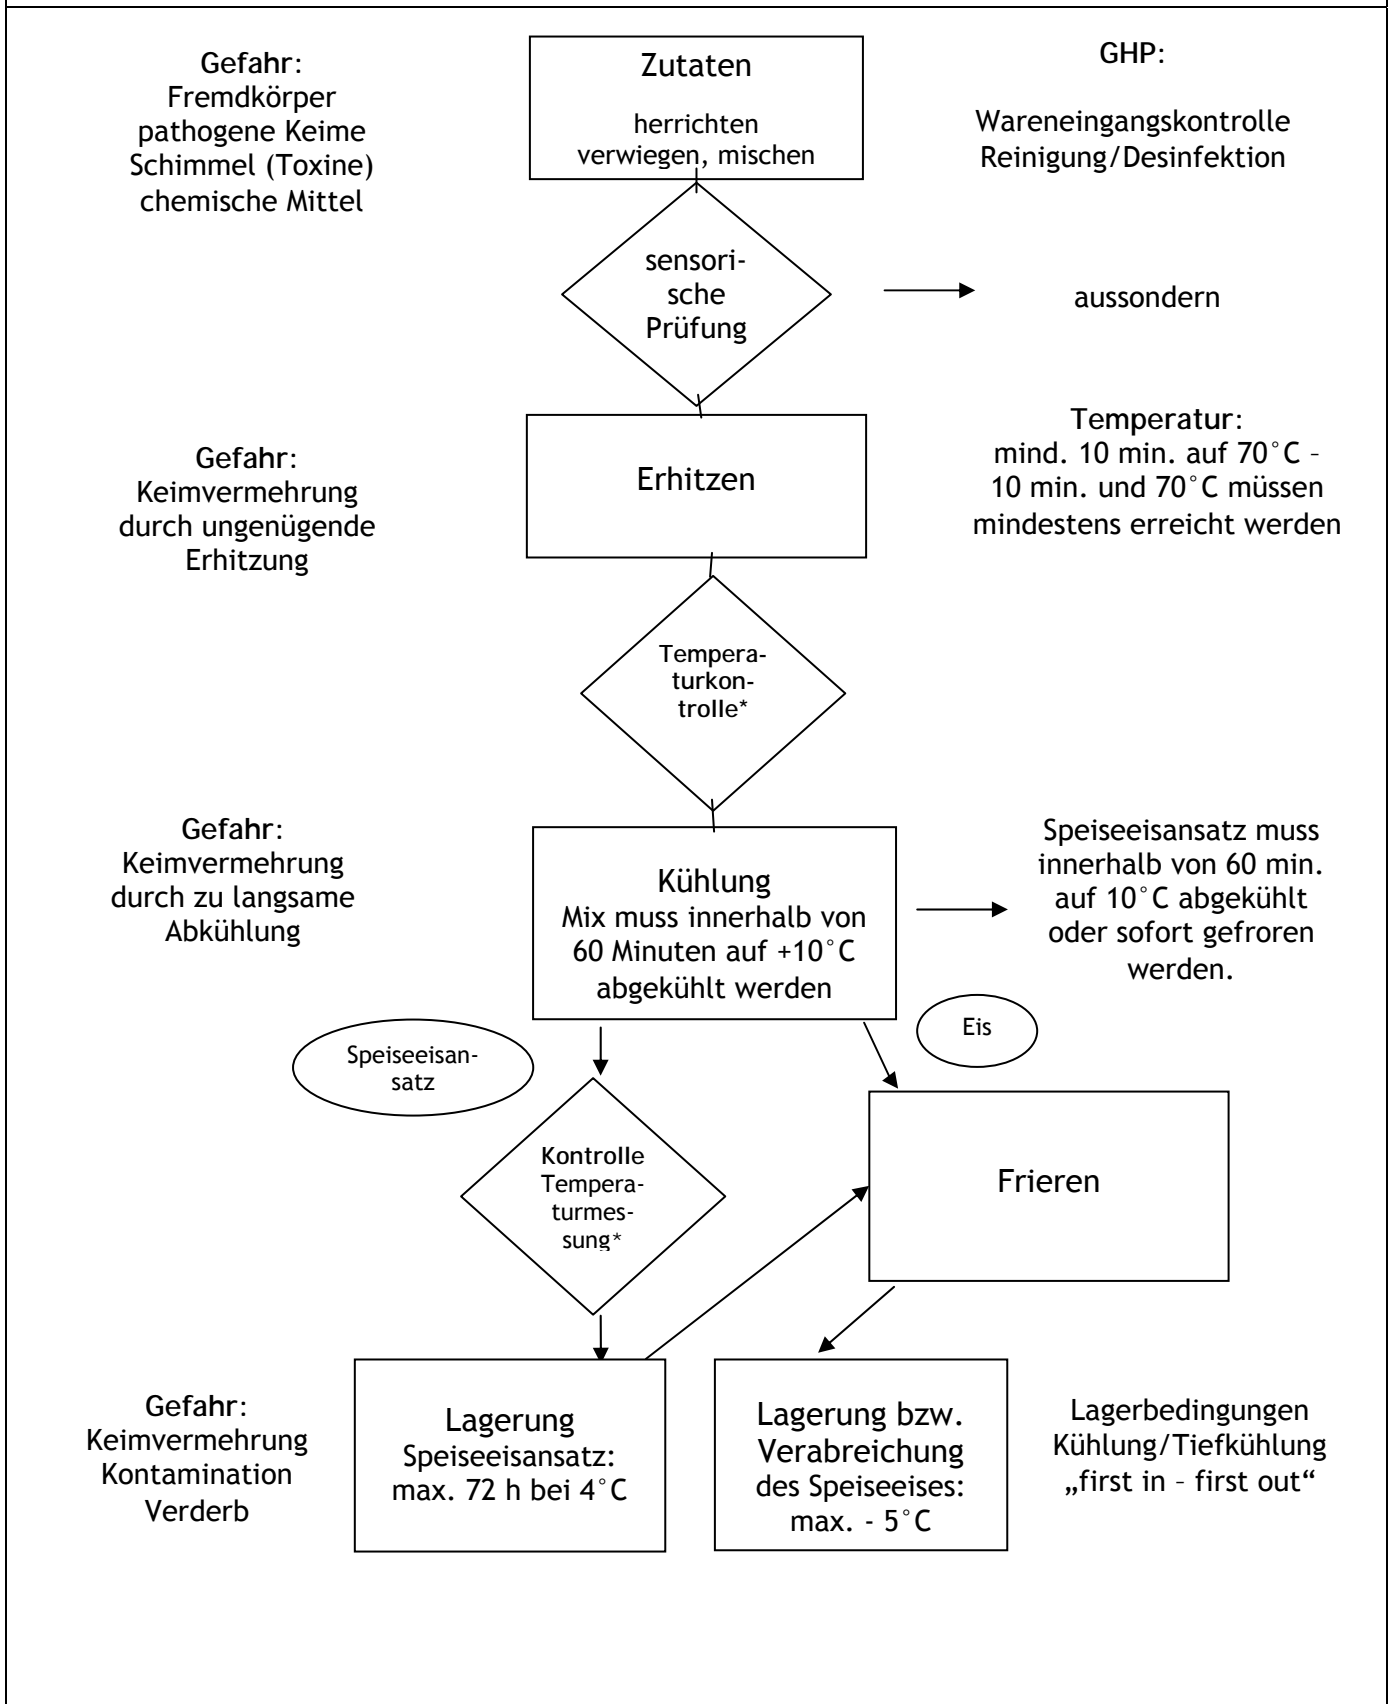 Gefahr:
Fremdkörper
pathogene Keime
Schimmel (Toxine)
chemische Mittel
Zutaten
herrichten
verwiegen, mischen
GHP:
Wareneingangskontrolle
Reinigung/Desinfektion
sensori-
sche
Prüfung
aussondern
Gefahr:
Keimvermehrung
durch ungenügende
Erhitzung
Erhitzen
Temperatur:
mind. 10 min. auf 70°C –
10 min. und 70°C müssen
mindestens erreicht werden
Tempera-
turkon-
trolle*
Gefahr:
Keimvermehrung
durch zu langsame
Abkühlung
Kühlung
Mix muss innerhalb von
60 Minuten auf +10°C
abgekühlt werden
Speiseeisansatz muss
innerhalb von 60 min.
auf 10°C abgekühlt
oder sofort gefroren
werden.
Speiseeisan-
satz
Eis
Kontrolle
Tempera-
turmes-
sung*
Frieren
Gefahr:
Keimvermehrung
Kontamination
Verderb
Lagerung
Speiseeisansatz:
max. 72 h bei 4°C
Lagerung bzw.
Verabreichung
des Speiseeises:
max. - 5°C
Lagerbedingungen
Kühlung/Tiefkühlung
„first in – first out“